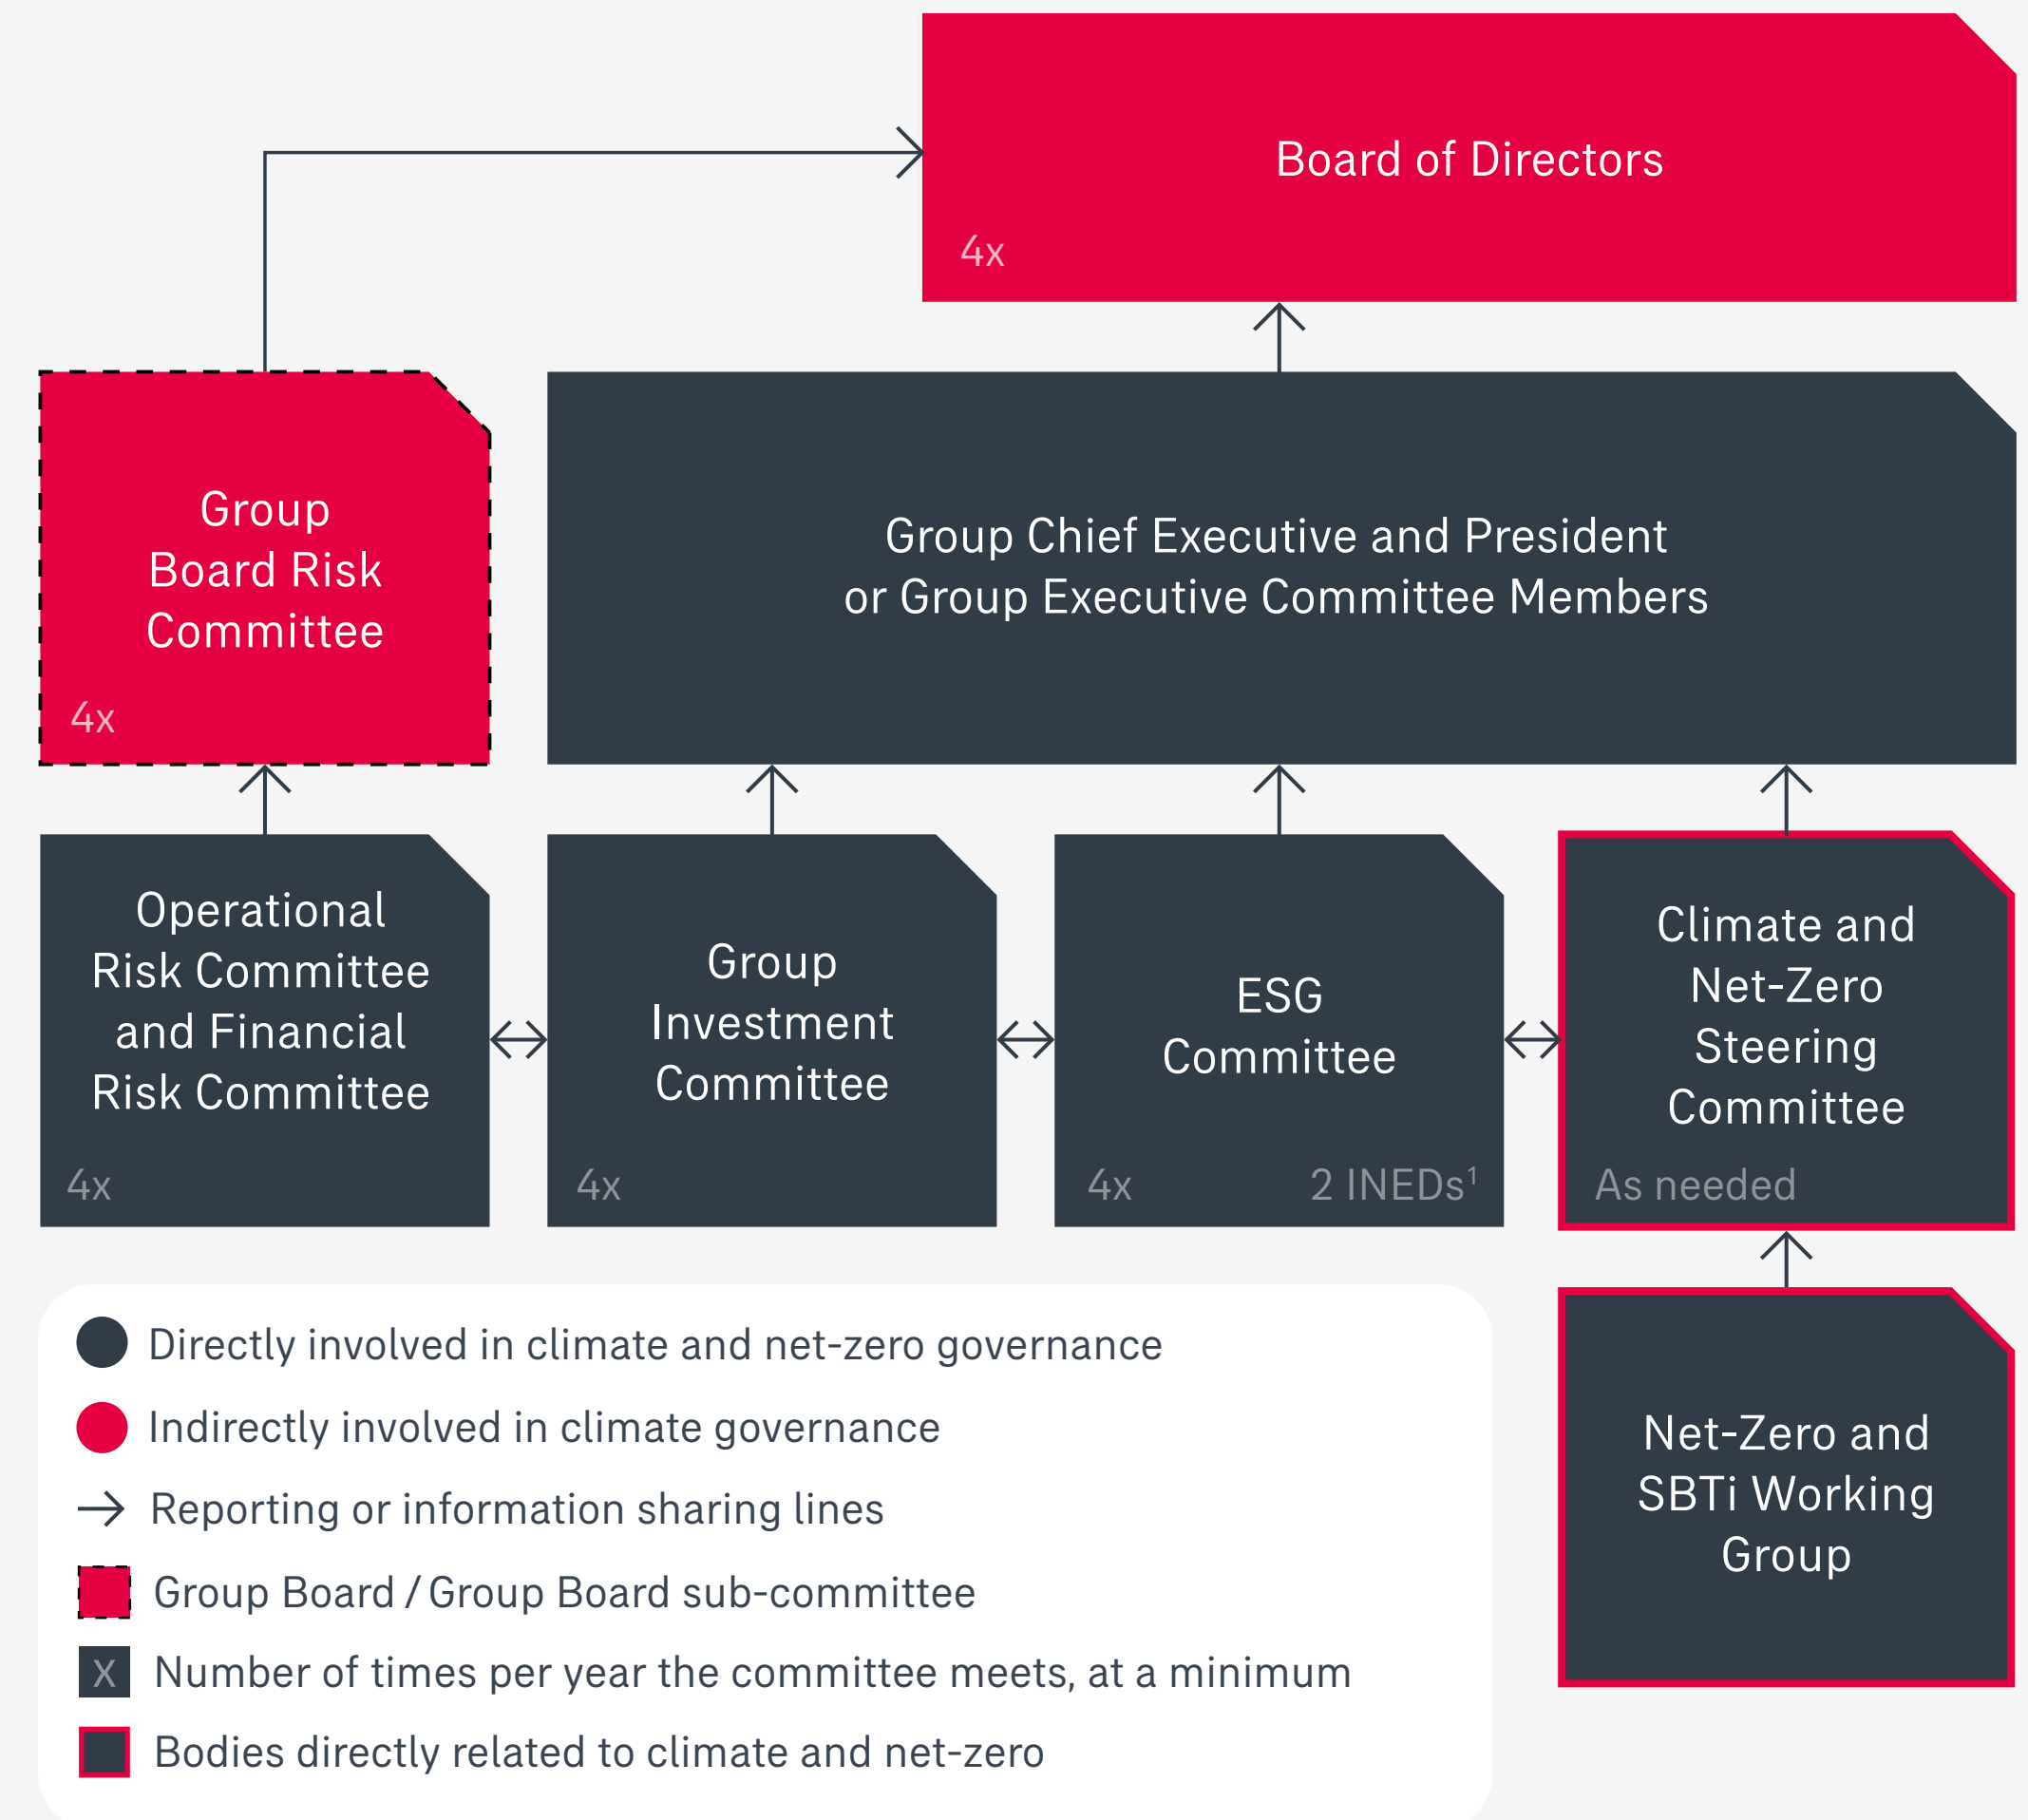 Board of Directors
4x
Group
Board Risk
Committee
4x
Group Chief Executive and President
or Group Executive Committee Members
Operational
Risk Committee
and Financial
Risk Committee
4x
Group
Investment
Committee
4x
ESG
Committee
4x
2 INEDs¹
Climate and
Net-Zero
Steering
Committee
As needed
Net-Zero and
SBTi Working
Group
Directly involved in climate and net-zero governance
Indirectly involved in climate governance
Reporting or information sharing lines
Group Board / Group Board sub-committee
X Number of times per year the committee meets, at a minimum
Bodies directly related to climate and net-zero